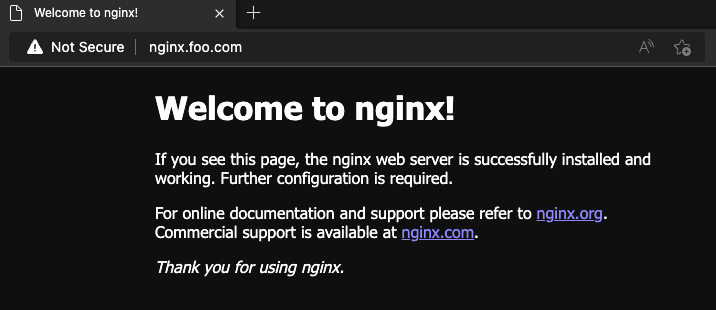 Welcome to nginx!
Not Secure nginx.foo.com
Welcome to nginx!
If you see this page, the nginx web server is successfully installed and
working. Further configuration is required.
For online documentation and support please refer to nginx.org.
Commercial support is available at nginx.com.
Thank you for using nginx.